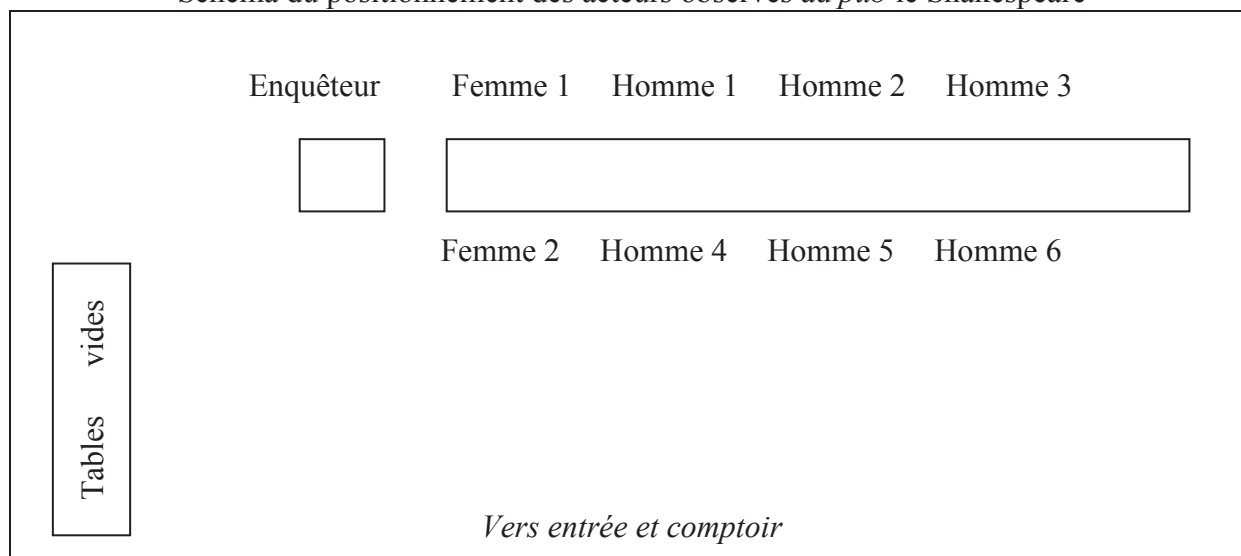 Schéma du positionnement des acteurs observés au pub le Shakespeare
Enquêteur Femme 1 Homme 1 Homme 2 Homme 3
Femme 2 Homme 4 Homme 5 Homme 6
Tables vides
Vers entrée et comptoir